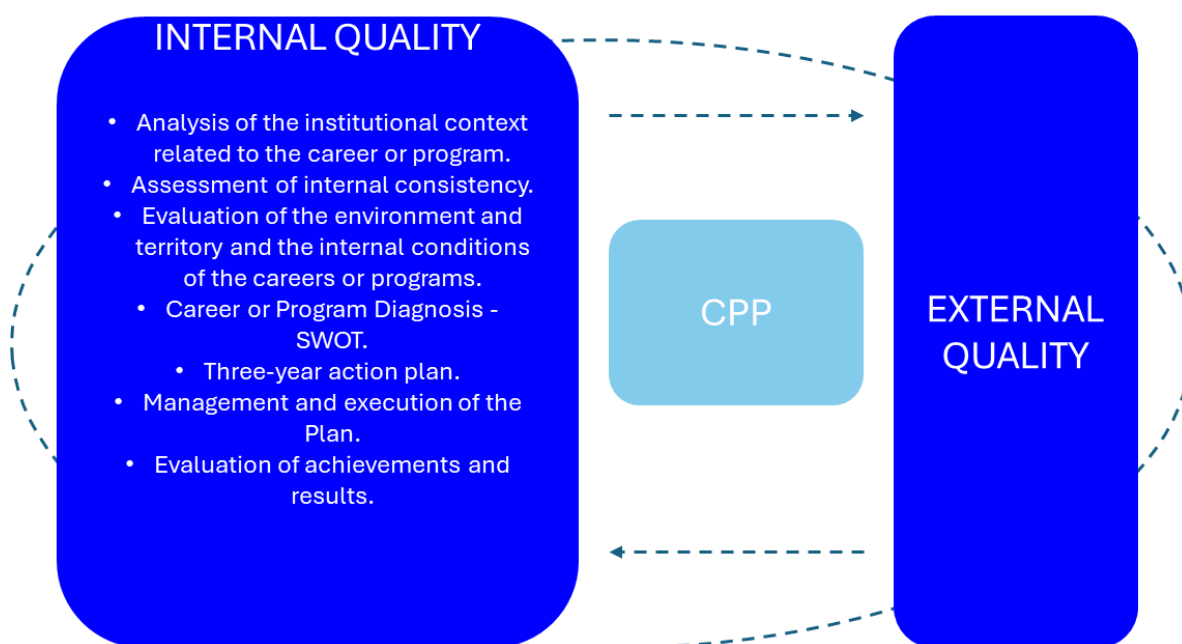 INTERNAL QUALITY
• Analysis of the institutional context
related to the career or program.
• Assessment of internal consistency.
• Evaluation of the environment and
territory and the internal conditions
of the careers or programs.
• Career or Program Diagnosis -
SWOT.
• Three-year action plan.
• Management and execution of the
Plan.
• Evaluation of achievements and
results.
CPP
EXTERNAL
QUALITY